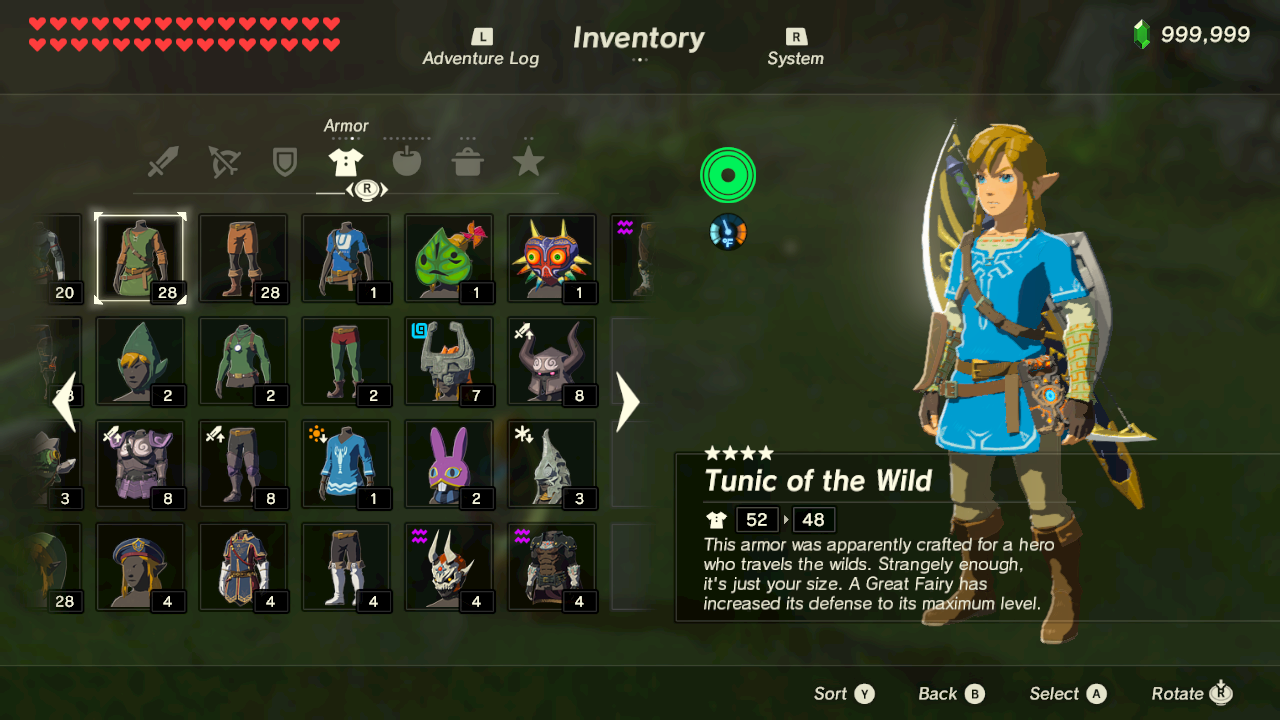 L
Inventory
R
999,999
Adventure Log
System
Armor
R
°F
20
28
28
1
1
1
2
2
2
7
8
3
8
8
1
2
3
28
4
4
4
4
4
Tunic of the Wild
52 48
This armor was apparently crafted for a hero
who travels the wilds. Strangely enough,
it's just your size. A Great Fairy has
increased its defense to its maximum level.
Sort Y Back B Select A Rotate R